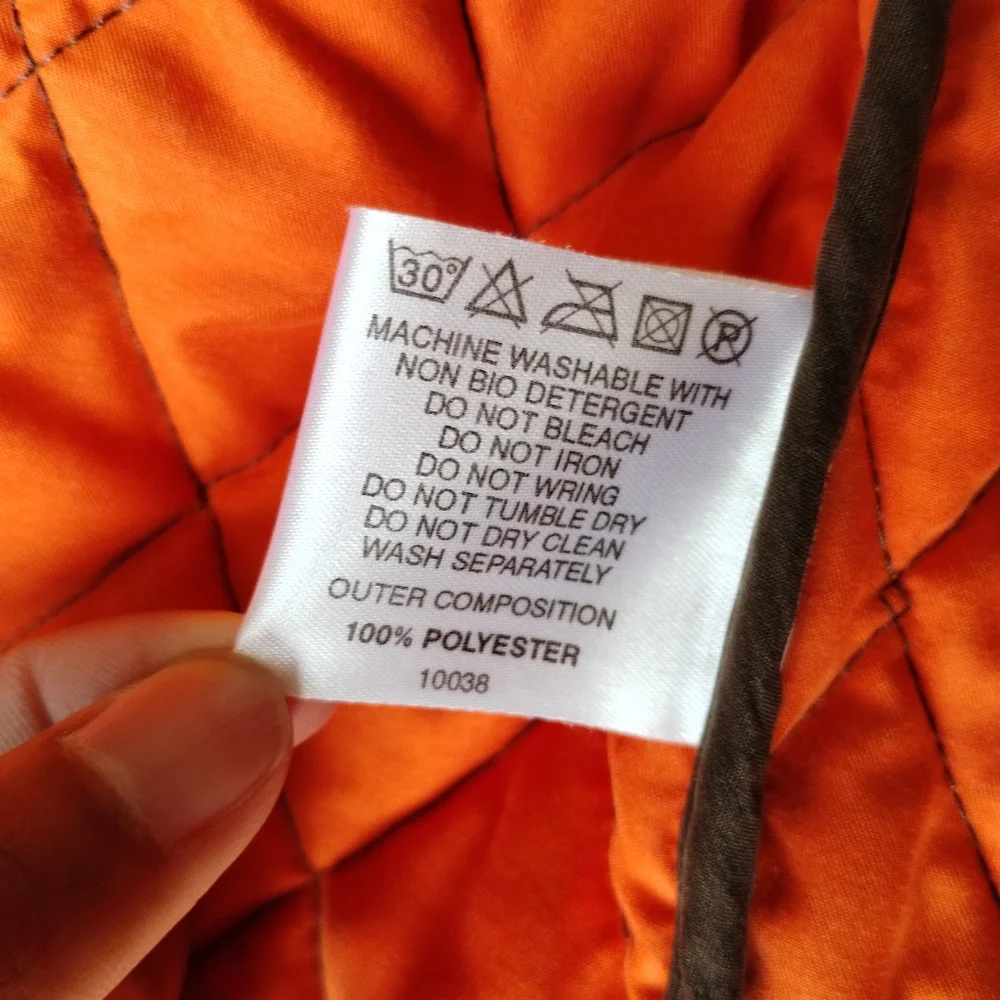 30°
P
MACHINE WASHABLE WITH
NON BIO DETERGENT
DO NOT BLEACH
DO NOT IRON
DO NOT WRING
DO NOT TUMBLE DRY
DO NOT DRY CLEAN
WASH SEPARATELY
OUTER COMPOSITION
100% POLYESTER
10038